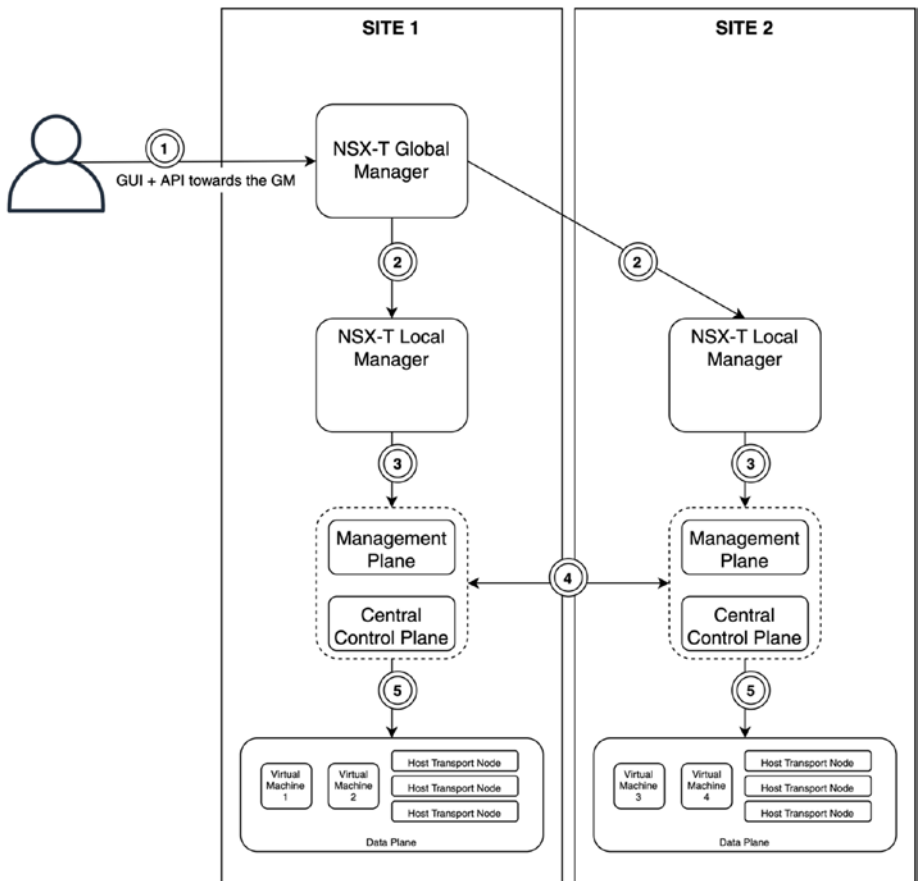 SITE 1
SITE 2
1
GUI + API towards the GM
NSX-T Global
Manager
2
2
NSX-T Local
Manager
NSX-T Local
Manager
3
3
Management
Plane
Management
Plane
4
Central
Control Plane
Central
Control Plane
5
5
Virtual
Machine
1
Virtual
Machine
2
Host Transport Node
Host Transport Node
Host Transport Node
Data Plane
Virtual
Machine
3
Virtual
Machine
4
Host Transport Node
Host Transport Node
Host Transport Node
Data Plane